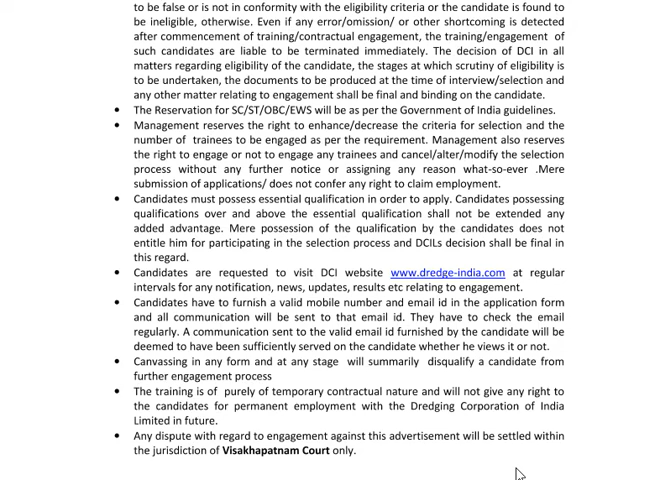 to be false or is not in conformity with the eligibility criteria or the candidate is found to
be ineligible, otherwise. Even if any error/omission/ or other shortcoming is detected
after commencement of training/contractual engagement, the training/engagement of
such candidates are liable to be terminated immediately. The decision of DCI in all
matters regarding eligibility of the candidate, the stages at which scrutiny of eligibility is
to be undertaken, the documents to be produced at the time of interview/selection and
any other matter relating to engagement shall be final and binding on the candidate.
• The Reservation for SC/ST/OBC/EWS will be as per the Government of India guidelines.
• Management reserves the right to enhance/decrease the criteria for selection and the
number of trainees to be engaged as per the requirement. Management also reserves
the right to engage or not to engage any trainees and cancel/alter/modify the selection
process without any further notice or assigning any reason what-so-ever .Mere
submission of applications/ does not confer any right to claim employment.
• Candidates must possess essential qualification in order to apply. Candidates possessing
qualifications over and above the essential qualification shall not be extended any
added advantage. Mere possession of the qualification by the candidates does not
entitle him for participating in the selection process and DCILs decision shall be final in
this regard.
• Candidates are requested to visit DCI website www.dredge-india.com at regular
intervals for any notification, news, updates, results etc relating to engagement.
• Candidates have to furnish a valid mobile number and email id in the application form
and all communication will be sent to that email id. They have to check the email
regularly. A communication sent to the valid email id furnished by the candidate will be
deemed to have been sufficiently served on the candidate whether he views it or not.
• Canvassing in any form and at any stage will summarily disqualify a candidate from
further engagement process
• The training is of purely of temporary contractual nature and will not give any right to
the candidates for permanent employment with the Dredging Corporation of India
Limited in future.
• Any dispute with regard to engagement against this advertisement will be settled within
the jurisdiction of Visakhapatnam Court only.